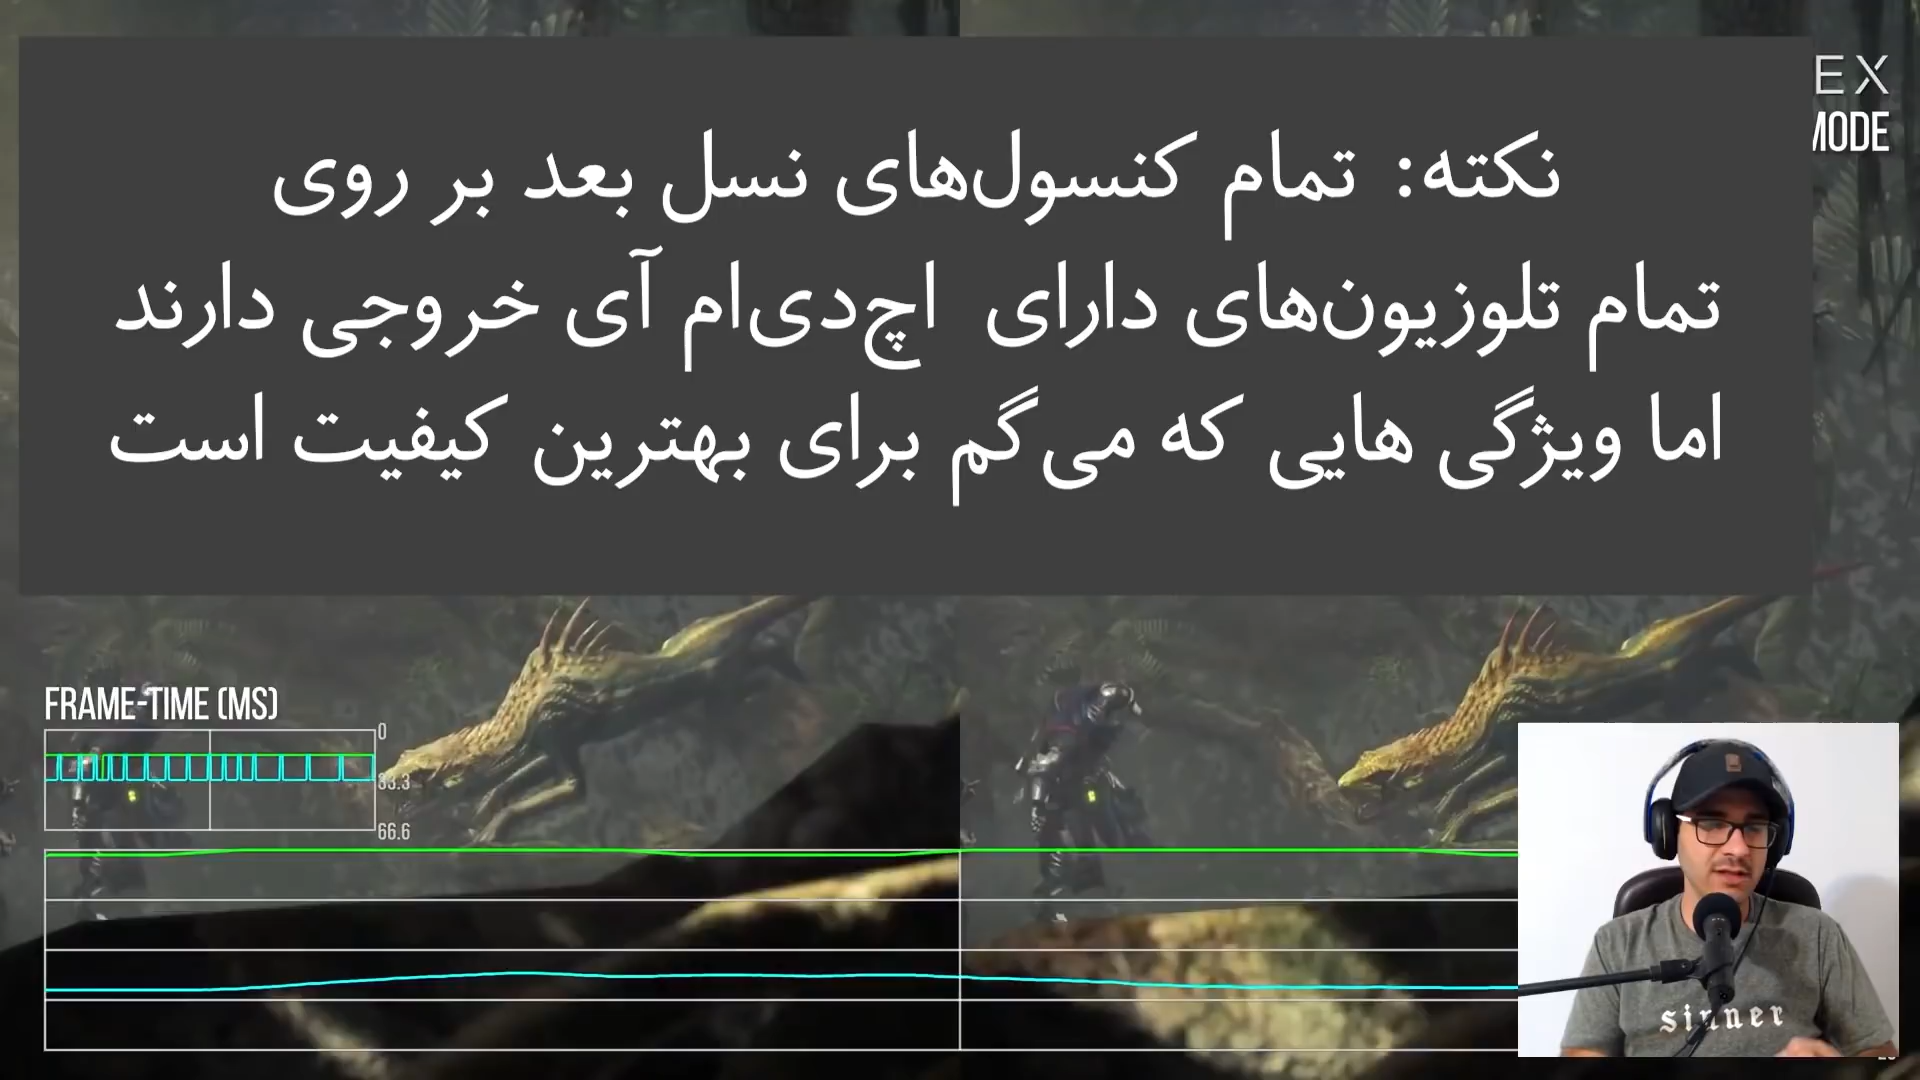 نکته: تمام کنسول‌های نسل بعد بر روی
تمام تلوزیون‌های دارای اچ‌دی‌ام آی خروجی دارند
اما ویژگی هایی که می‌گم برای بهترین کیفیت است
EX
MODE
FRAME-TIME (MS)
0
33.3
66.6
sinner